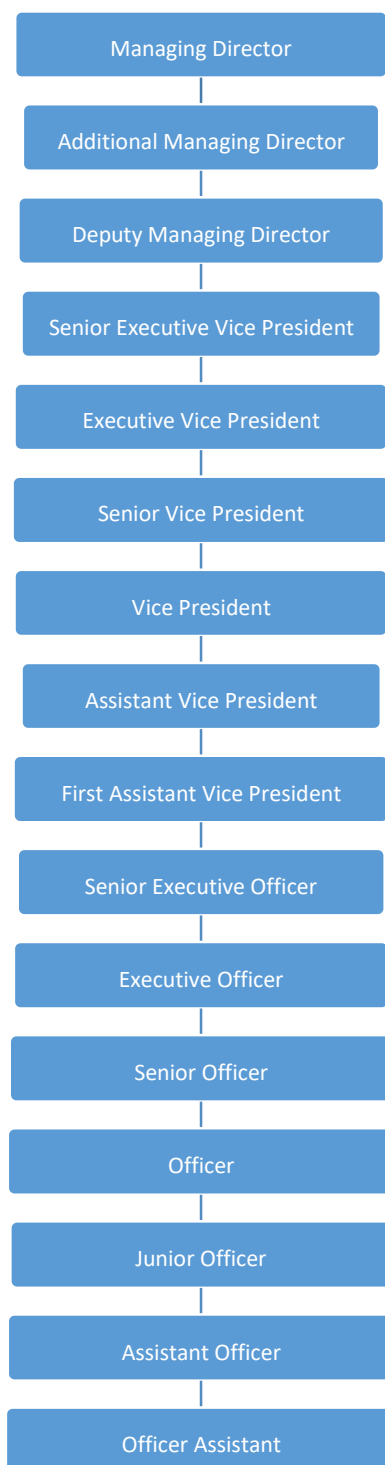 Managing Director
Additional Managing Director
Deputy Managing Director
Senior Executive Vice President
Executive Vice President
Senior Vice President
Vice President
Assistant Vice President
First Assistant Vice President
Senior Executive Officer
Executive Officer
Senior Officer
Officer
Junior Officer
Assistant Officer
Officer Assistant